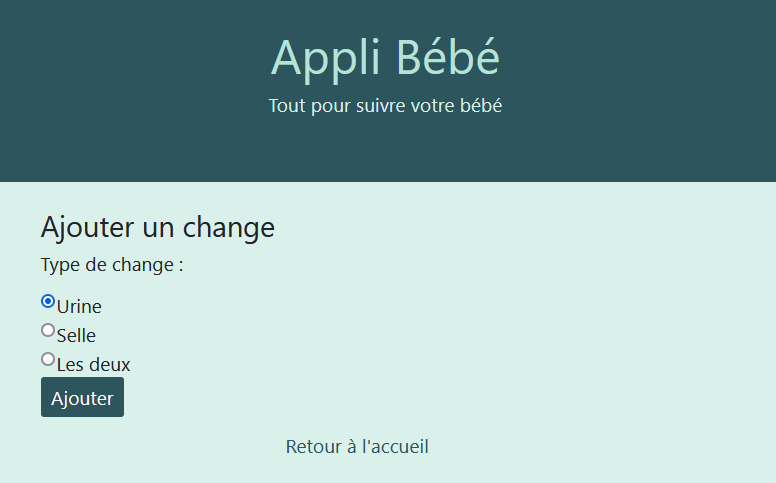 Appli Bébé
Tout pour suivre votre bébé
Ajouter un change
Type de change :
Urine
Selle
Les deux
Ajouter
Retour à l'accueil